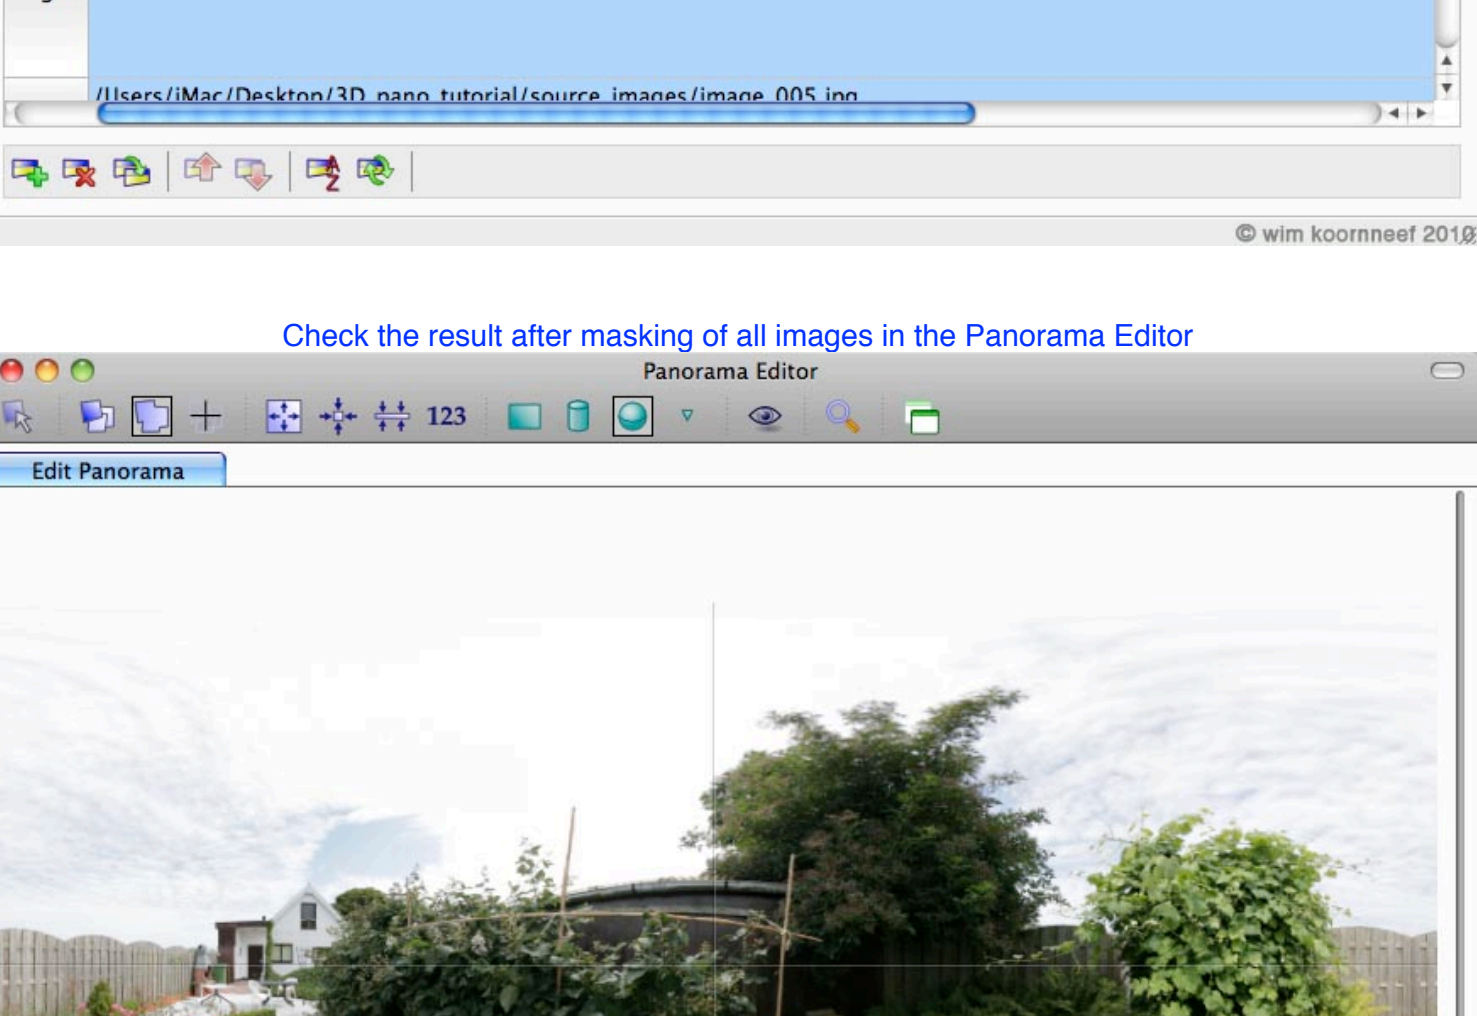 /Users/iMac/Desktop/3D_pano_tutorial/source_images/image_005.jpg
A
Z
© wim koornneef 2010
Check the result after masking of all images in the Panorama Editor
Panorama Editor
123
Edit Panorama